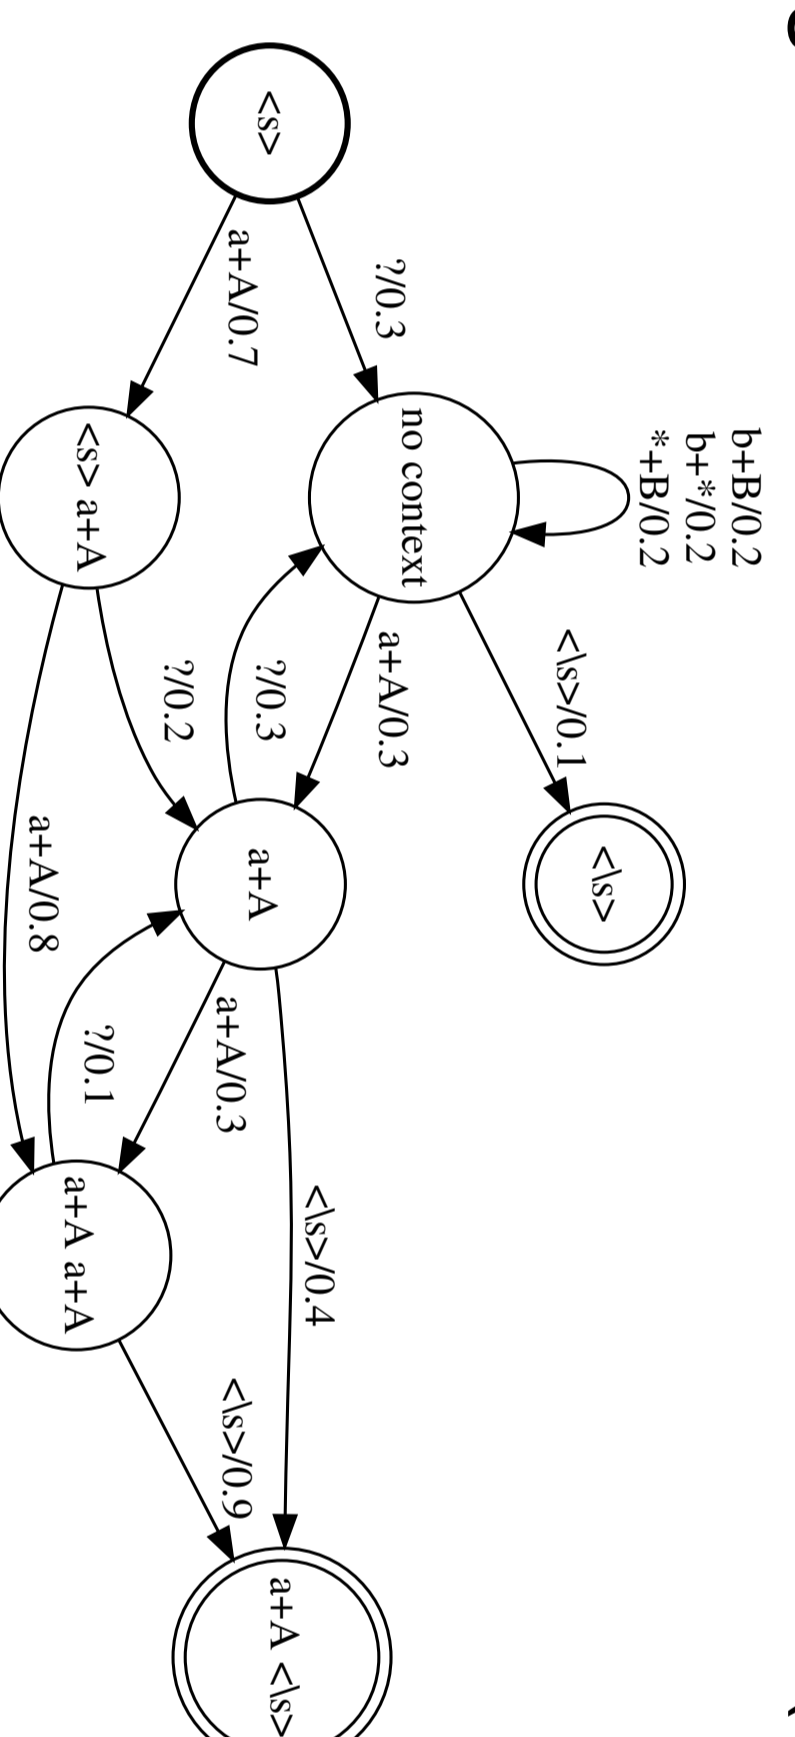 b+B/0.2
b+*/0.2
*+B/0.2
<\s>/0.1
<\s>
<s>
?/0.3
no context
a+A/0.3
?/0.3
a+A
<\s>/0.4
a+A <\s>
a+A/0.7
<s> a+A
?/0.2
a+A/0.3
<\s>/0.9
?/0.1
a+A a+A
a+A/0.8